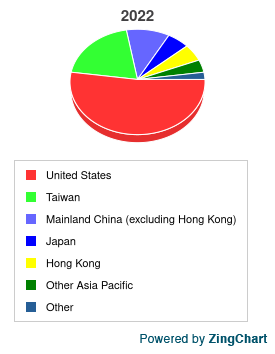 2022
United States
Taiwan
Mainland China (excluding Hong Kong)
Japan
Hong Kong
Other Asia Pacific
Other
Powered by ZingChart